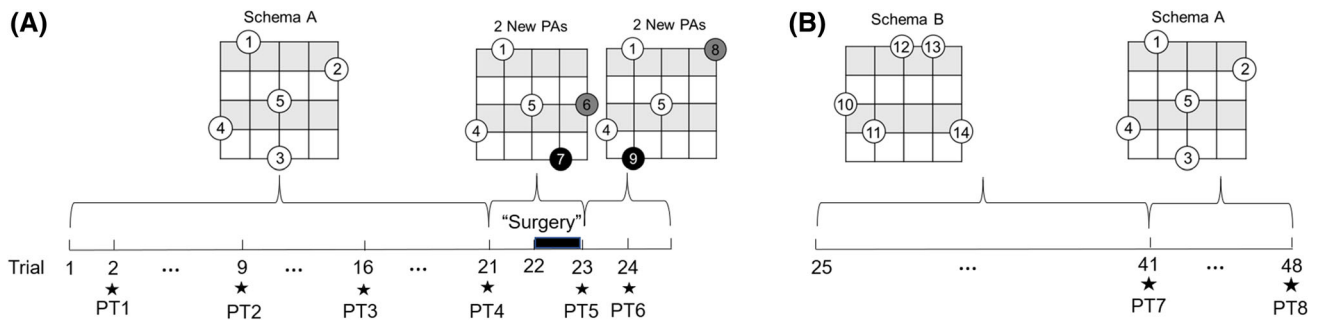 (A)
Schema A
1
2
5
4
3
2 New PAs
1
5
6
4
7
2 New PAs
1
8
5
4
9
"Surgery"
Trial 1 2 ... 9 ... 16 ... 21 22 23 24
PT1 PT2 PT3 PT4 PT5 PT6
(B)
Schema B
12 13
10
11 14
Schema A
1
2
5
4
3
25 ... 41 ... 48
PT7 PT8